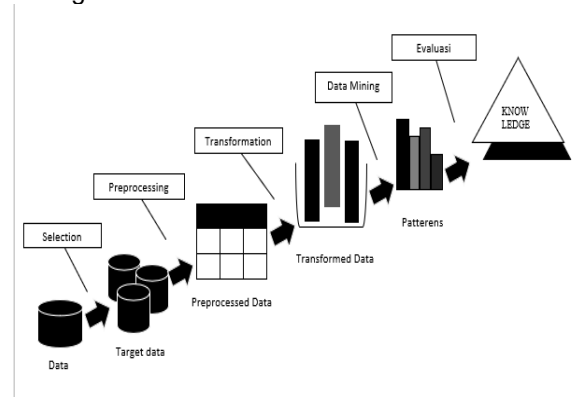 Evaluasi
Data Mining
KNOW
LEDGE
Transformation
Preprocessing
Patterens
Selection
Transformed Data
Preprocessed Data
Target data
Data